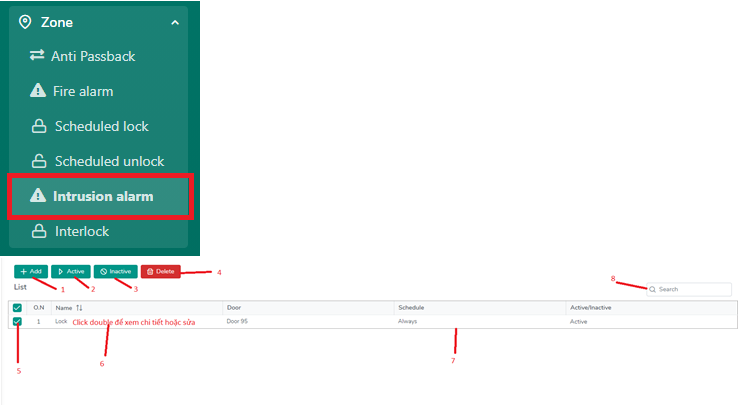 Zone
Anti Passback
Fire alarm
Scheduled lock
Scheduled unlock
Intrusion alarm
Interlock
+ Add Active Inactive Delete 4
1 2 3
List
8
Search
O.N Name Door Schedule Active/Inactive
1 Lock Click double để xem chi tiết hoặc sửa Door 95 Always Active
5 6 7